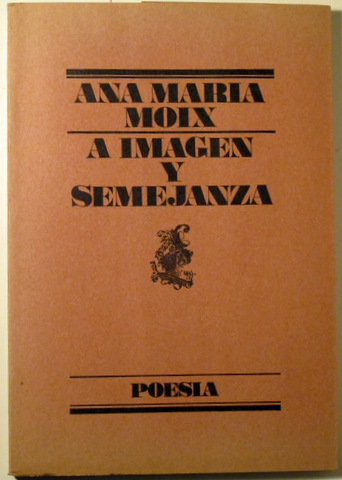 ANA MARIA
MOIX
A IMAGEN
Y
SEMEJANZA
POESIA